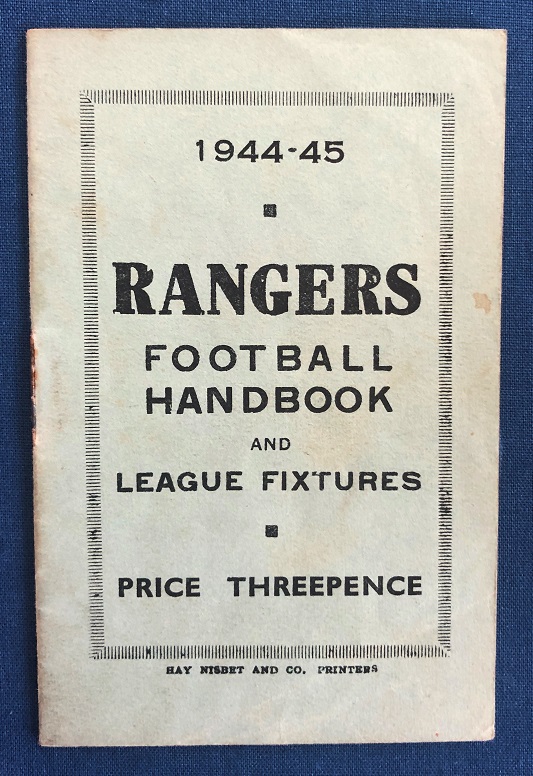 1944-45
RANGERS
FOOTBALL
HANDBOOK
AND
LEAGUE FIXTURES
PRICE THREEPENCE
HAY NISBET AND CO. PRINTERS